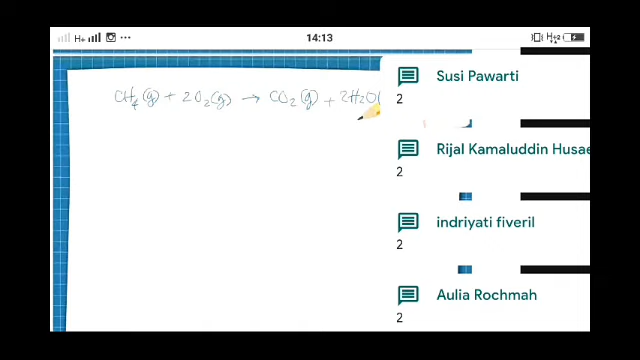 H+ ... 14:13 H+
CH₄(g) + 2O₂(g) → CO₂(g) + 2H₂O(
Susi Pawarti
2
Rijal Kamaluddin Husae
2
indriyati fiveril
2
Aulia Rochmah
2